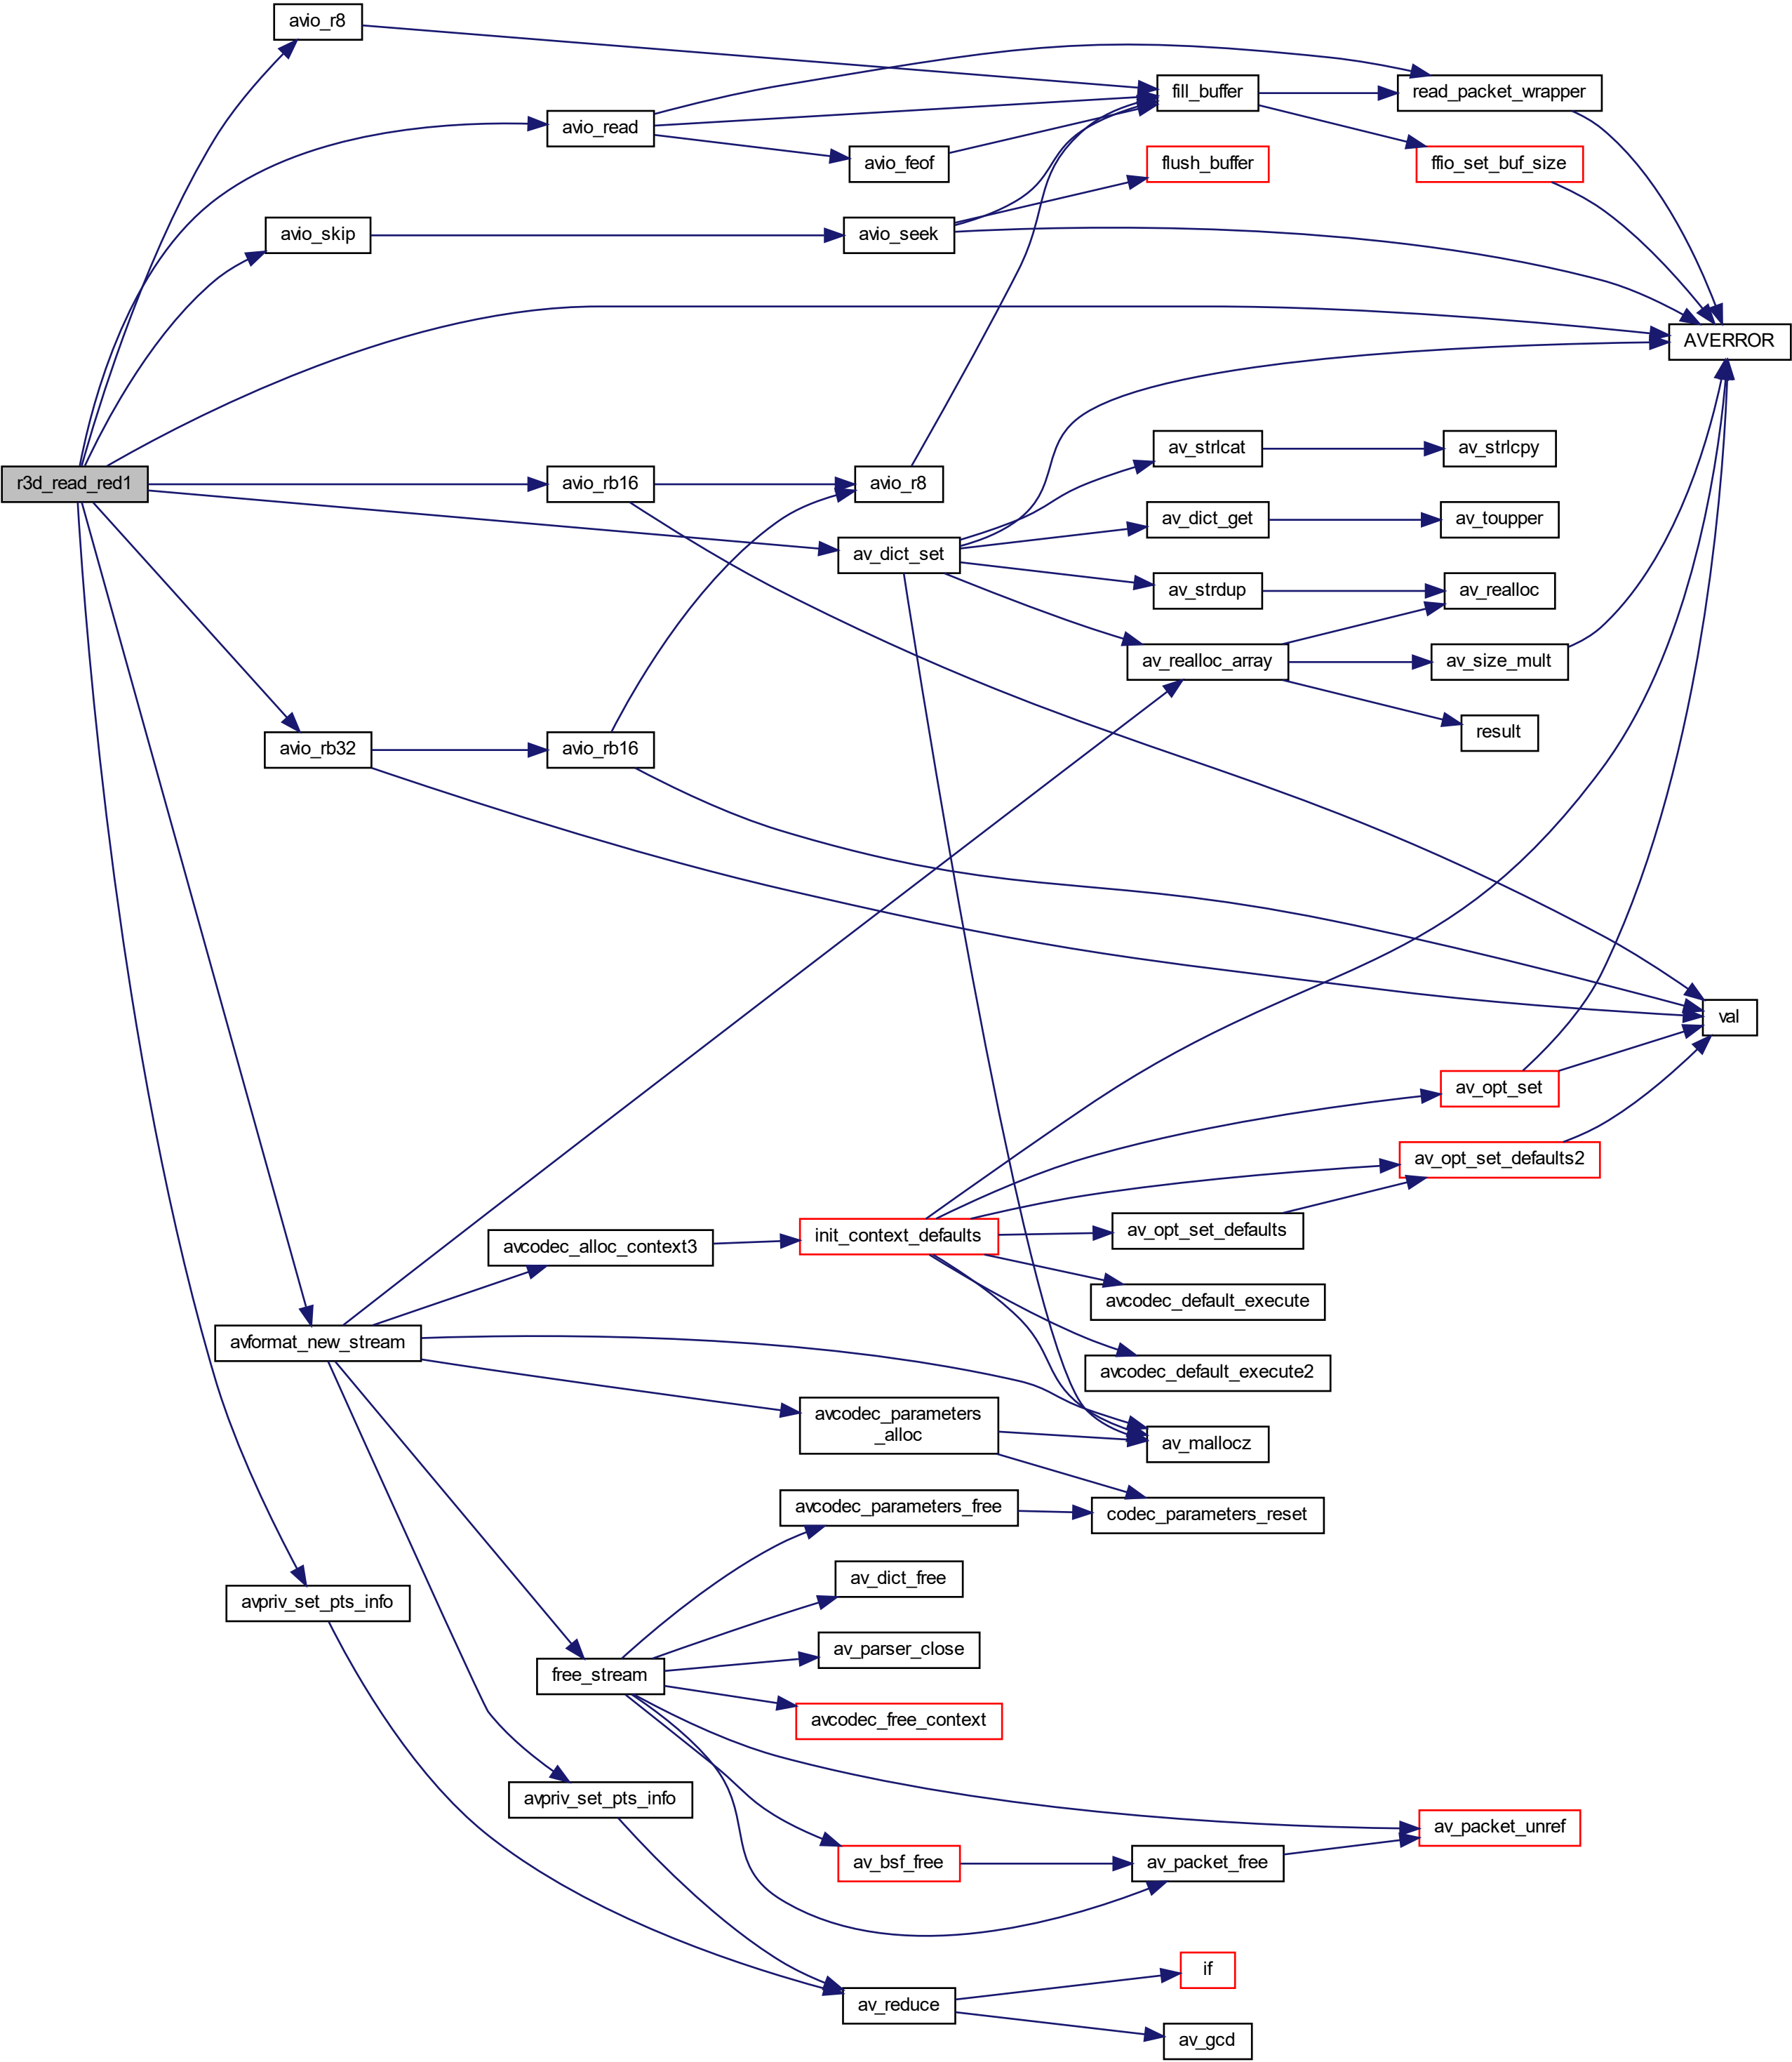 avio_r8
read_packet_wrapper
fill_buffer
avio_read
avio_feof
flush_buffer
ffio_set_buf_size
avio_skip
avio_seek
AVERROR
av_strlcat
av_strlcpy
r3d_read_red1
avio_rb16
avio_r8
av_dict_get
av_toupper
av_dict_set
av_strdup
av_realloc
av_realloc_array
av_size_mult
result
avio_rb32
avio_rb16
val
av_opt_set
av_opt_set_defaults2
init_context_defaults
av_opt_set_defaults
avcodec_alloc_context3
avcodec_default_execute
avformat_new_stream
avcodec_default_execute2
avcodec_parameters
_alloc
av_mallocz
avcodec_parameters_free
codec_parameters_reset
av_dict_free
avpriv_set_pts_info
av_parser_close
free_stream
avcodec_free_context
avpriv_set_pts_info
av_packet_unref
av_bsf_free
av_packet_free
if
av_reduce
av_gcd